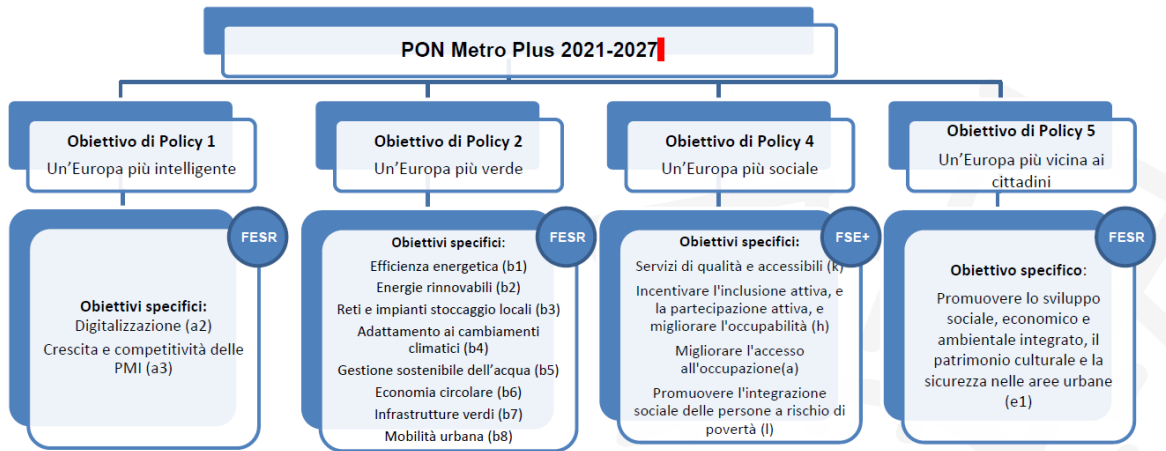 PON Metro Plus 2021-2027
Obiettivo di Policy 1
Un'Europa più intelligente
FESR
Obiettivi specifici:
Digitalizzazione (a2)
Crescita e competitività delle
PMI (a3)
Obiettivo di Policy 2
Un'Europa più verde
FESR
Obiettivi specifici:
Efficienza energetica (b1)
Energie rinnovabili (b2)
Reti e impianti stoccaggio locali (b3)
Adattamento ai cambiamenti
climatici (b4)
Gestione sostenibile dell'acqua (b5)
Economia circolare (b6)
Infrastrutture verdi (b7)
Mobilità urbana (b8)
Obiettivo di Policy 4
Un'Europa più sociale
FSE+
Obiettivi specifici:
Servizi di qualità e accessibili (k)
Incentivare l'inclusione attiva, e
la partecipazione attiva, e
migliorare l'occupabilità (h)
Migliorare l'accesso
all'occupazione(a)
Promuovere l'integrazione
sociale delle persone a rischio di
povertà (l)
Obiettivo di Policy 5
Un'Europa più vicina ai
cittadini
FESR
Obiettivo specifico:
Promuovere lo sviluppo
sociale, economico e
ambientale integrato, il
patrimonio culturale e la
sicurezza nelle aree urbane
(e1)